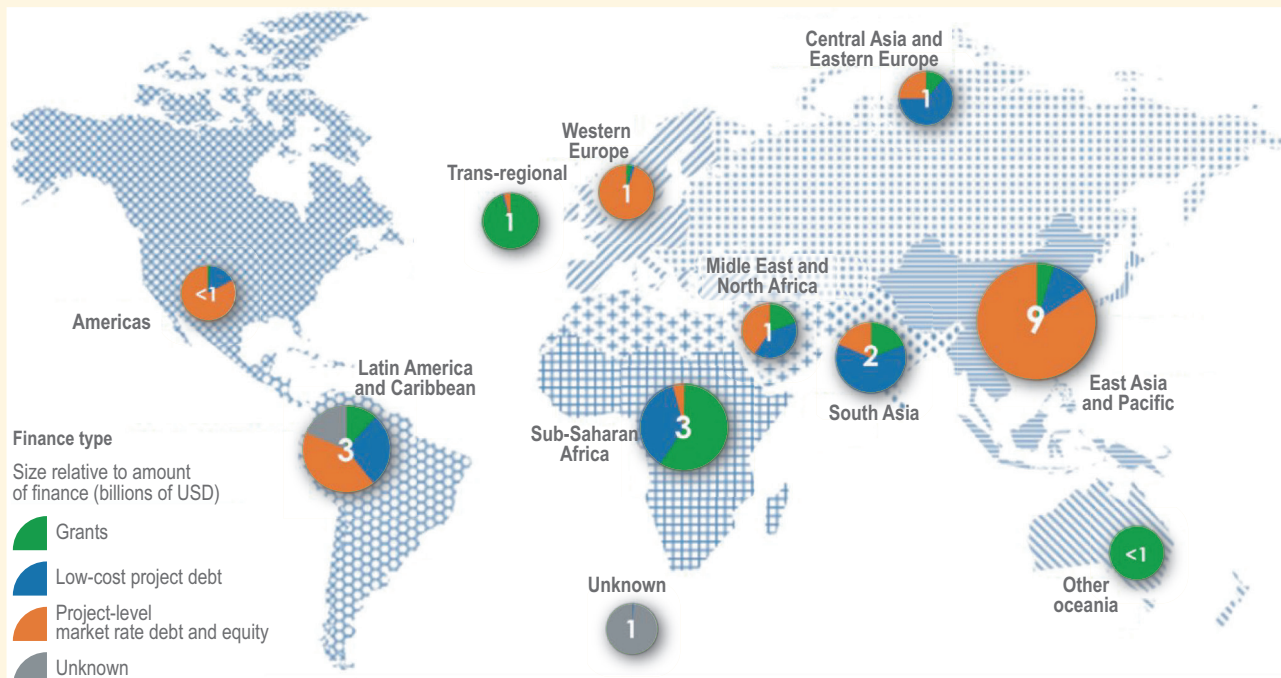 Central Asia and
Eastern Europe
1
Western
Europe
1
Trans-regional
1
Midle East and
North Africa
1
<1
Americas
2
South Asia
9
East Asia
and Pacific
Latin America
and Caribbean
3
Sub-Saharan
Africa
3
Finance type
Size relative to amount
of finance (billions of USD)
Grants
Low-cost project debt
Project-level
market rate debt and equity
Unknown
Unknown
1
<1
Other
oceania